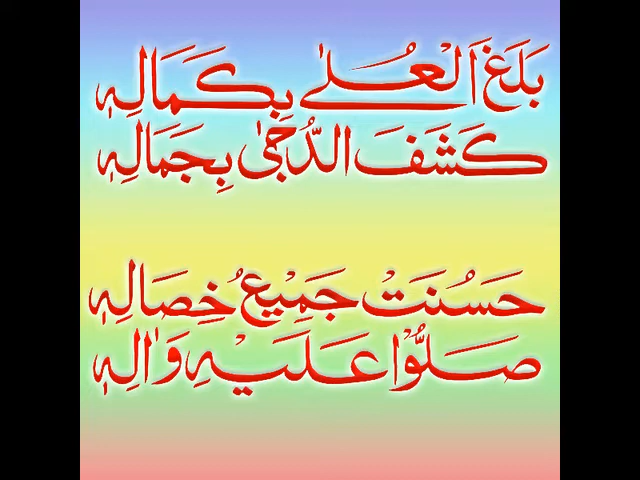 بَلَغَ الْعُلٰے بِكَمَالِهٖ
كَشَفَ الدُّجٰی بِجَمَالِهٖ
حَسُنَتْ جَمِيْعُ خِصَالِهٖ
صَلُّوْا عَلَيْهِ وَاٰلِهٖ